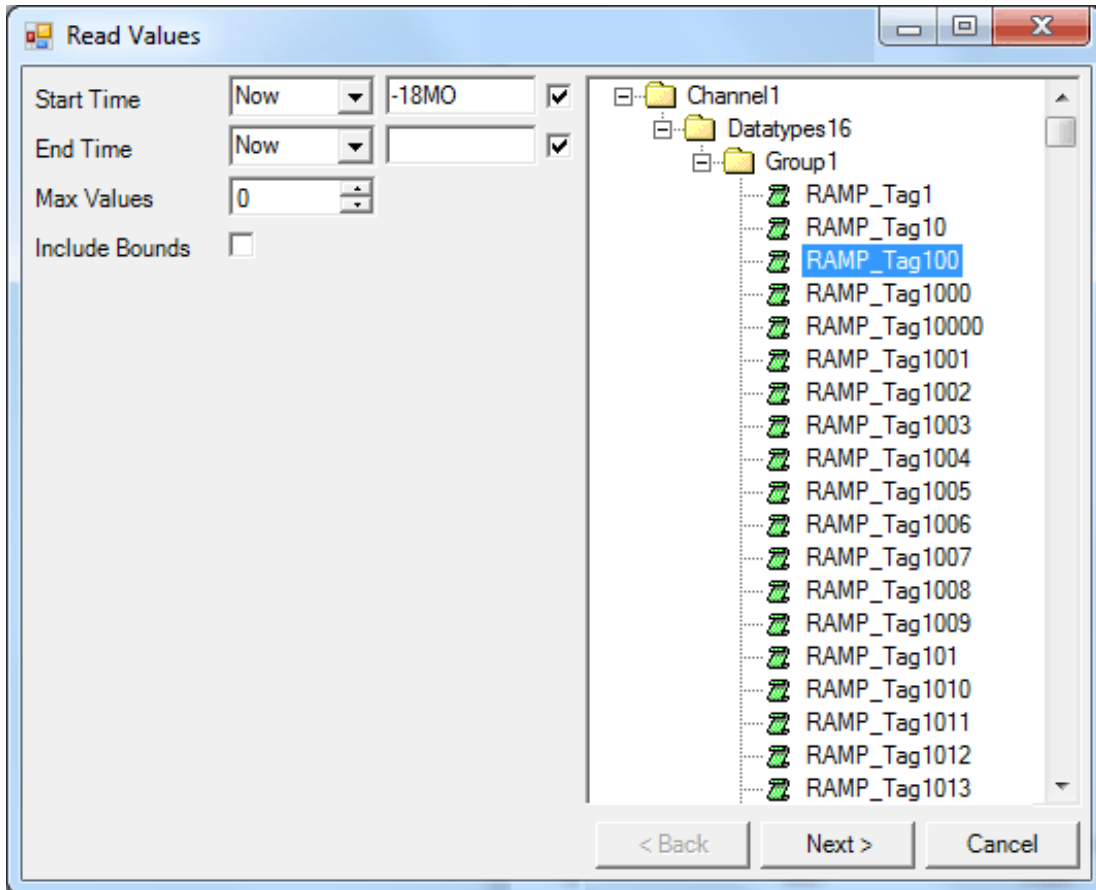 Read Values
Start Time Now -18MO
End Time Now
Max Values 0
Include Bounds
Channel1
Datatypes16
Group1
RAMP_Tag1
RAMP_Tag10
RAMP_Tag100
RAMP_Tag1000
RAMP_Tag10000
RAMP_Tag1001
RAMP_Tag1002
RAMP_Tag1003
RAMP_Tag1004
RAMP_Tag1005
RAMP_Tag1006
RAMP_Tag1007
RAMP_Tag1008
RAMP_Tag1009
RAMP_Tag101
RAMP_Tag1010
RAMP_Tag1011
RAMP_Tag1012
RAMP_Tag1013
< Back Next > Cancel